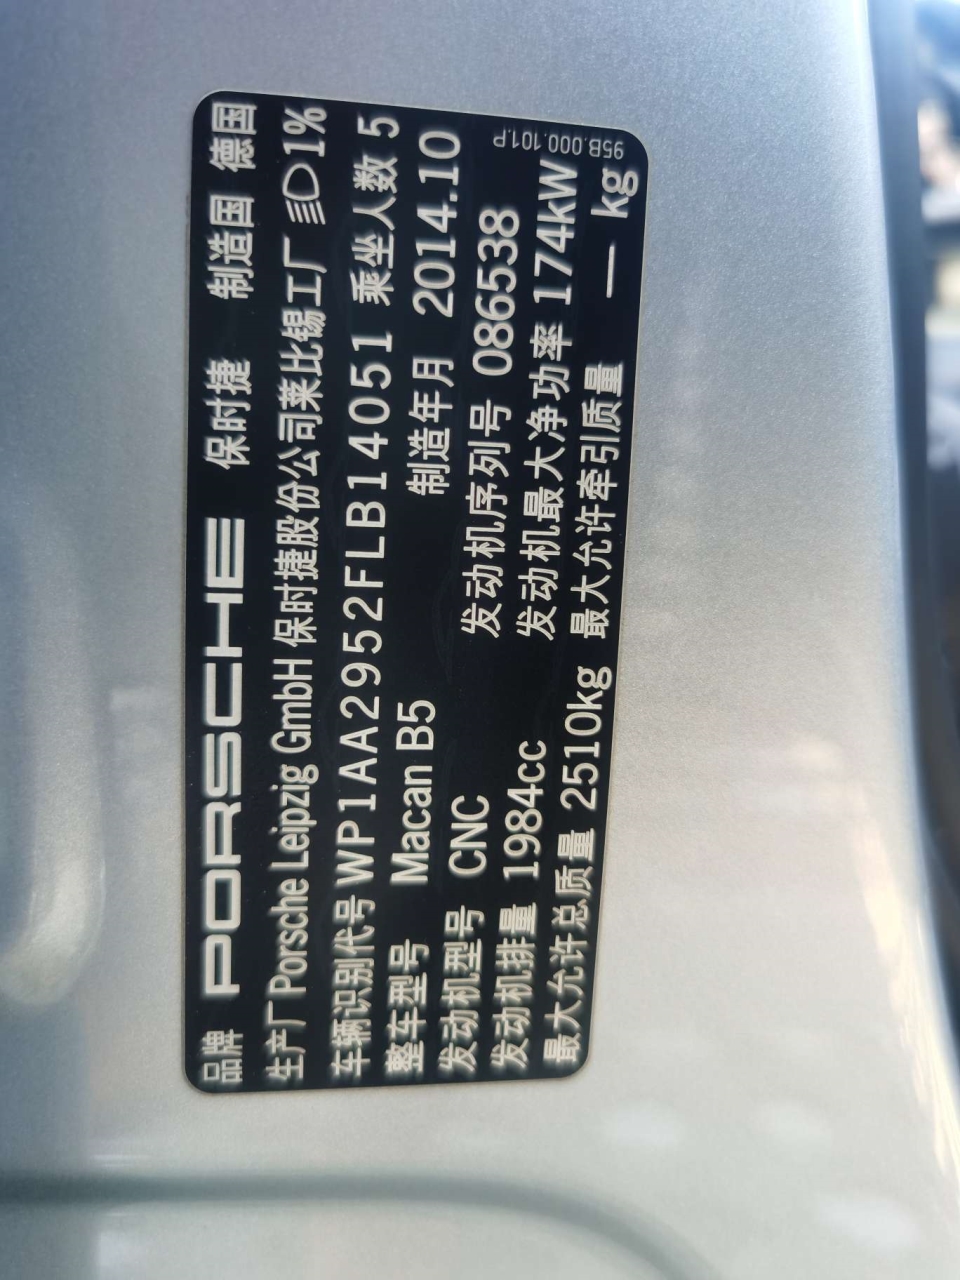 品牌 PORSCHE 保时捷 制造国 德国
生产厂 Porsche Leipzig GmbH 保时捷股份公司莱比锡工厂 1%
车辆识别代号 WP1AA2952FLB14051 乘坐人数 5
整车型号 Macan B5 制造年月 2014.10
发动机型号 CNC 发动机序列号 086538
发动机排量 1984cc 发动机最大净功率 174kW
最大允许总质量 2510kg 最大允许牵引质量 — kg
95B.000.101.P